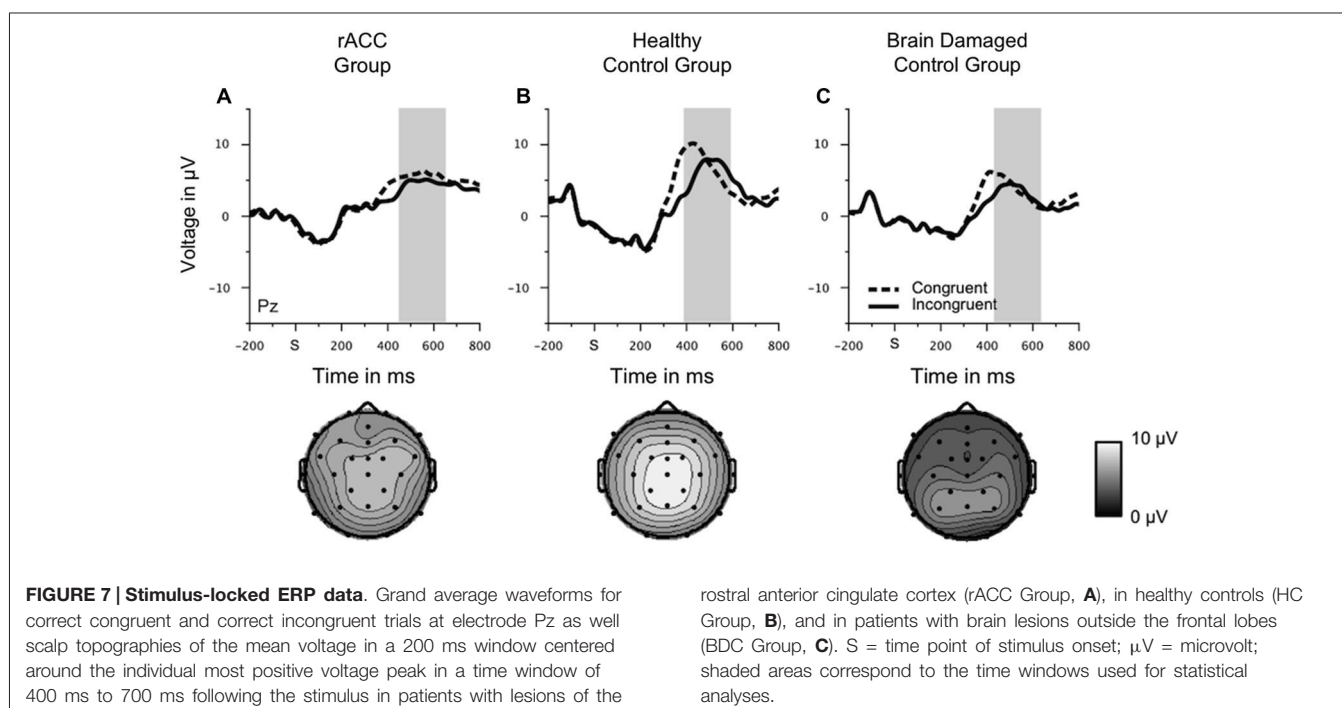 rACC
Group
Healthy
Control Group
Brain Damaged
Control Group
A
B
C
Voltage in µV
10
0
−10
Pz
10
0
−10
10
0
−10
Congruent
Incongruent
−200 S 200 400 600 800
−200 S 200 400 600 800
−200 S 200 400 600 800
Time in ms
Time in ms
Time in ms
10 µV
0 µV
FIGURE 7 | Stimulus-locked ERP data. Grand average waveforms for
correct congruent and correct incongruent trials at electrode Pz as well
scalp topographies of the mean voltage in a 200 ms window centered
around the individual most positive voltage peak in a time window of
400 ms to 700 ms following the stimulus in patients with lesions of the
rostral anterior cingulate cortex (rACC Group, A), in healthy controls (HC
Group, B), and in patients with brain lesions outside the frontal lobes
(BDC Group, C). S = time point of stimulus onset; µV = microvolt;
shaded areas correspond to the time windows used for statistical
analyses.